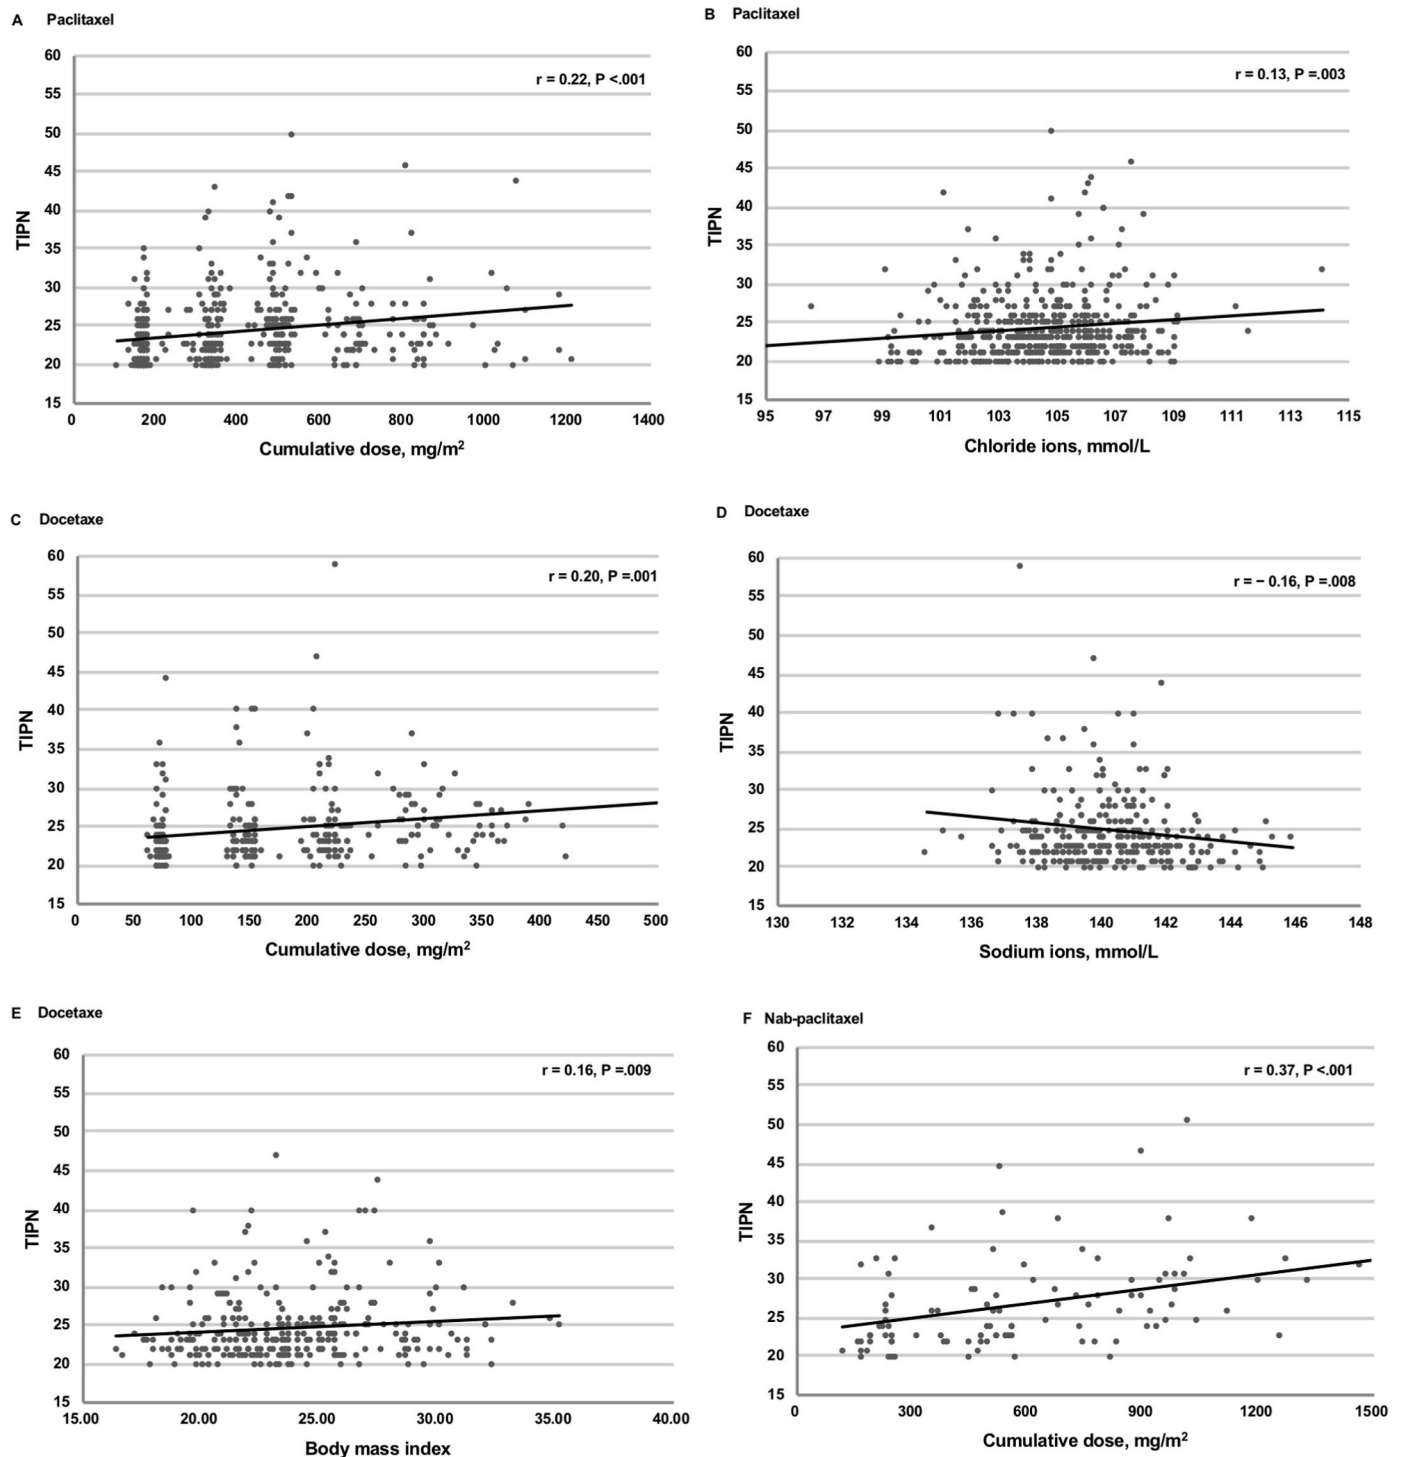 A Paclitaxel
60
55
50
45
40
35
30
25
20
15
TIPN
r = 0.22, P <.001
0 200 400 600 800 1000 1200 1400
Cumulative dose, mg/m2
B Paclitaxel
60
55
50
45
40
35
30
25
20
15
TIPN
r = 0.13, P =.003
95 97 99 101 103 105 107 109 111 113 115
Chloride ions, mmol/L
C Docetaxe
60
55
50
45
40
35
30
25
20
15
TIPN
r = 0.20, P =.001
0 50 100 150 200 250 300 350 400 450 500
Cumulative dose, mg/m2
D Docetaxe
60
55
50
45
40
35
30
25
20
15
TIPN
r = − 0.16, P =.008
130 132 134 136 138 140 142 144 146 148
Sodium ions, mmol/L
E Docetaxe
60
55
50
45
40
35
30
25
20
15
TIPN
r = 0.16, P =.009
15.00 20.00 25.00 30.00 35.00 40.00
Body mass index
F Nab-paclitaxel
60
55
50
45
40
35
30
25
20
15
TIPN
r = 0.37, P <.001
0 300 600 900 1200 1500
Cumulative dose, mg/m2